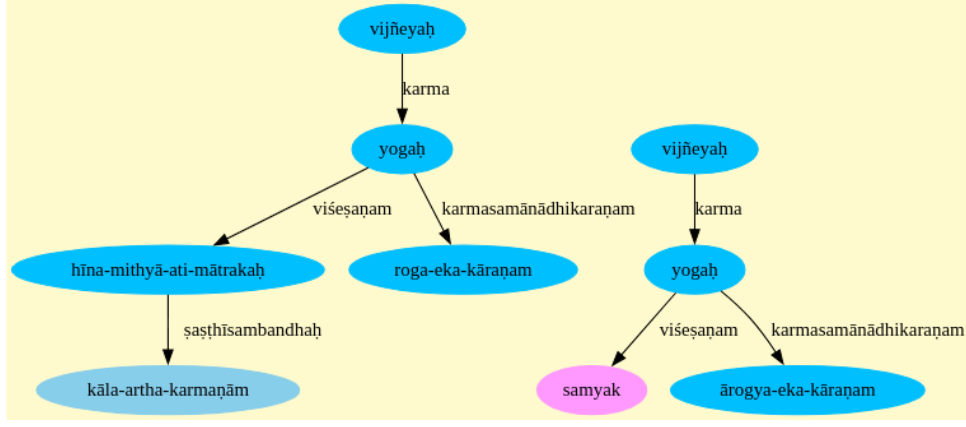 vijñeyaḥ
karma
yogaḥ
vijñeyaḥ
viśeṣaṇam
karmasamānādhikaraṇam
karma
hīna-mithyā-ati-mātrakaḥ
roga-eka-kāraṇam
yogaḥ
ṣaṣṭhīsambandhaḥ
viśeṣaṇam
karmasamānādhikaraṇam
kāla-artha-karmaṇām
samyak
ārogya-eka-kāraṇam